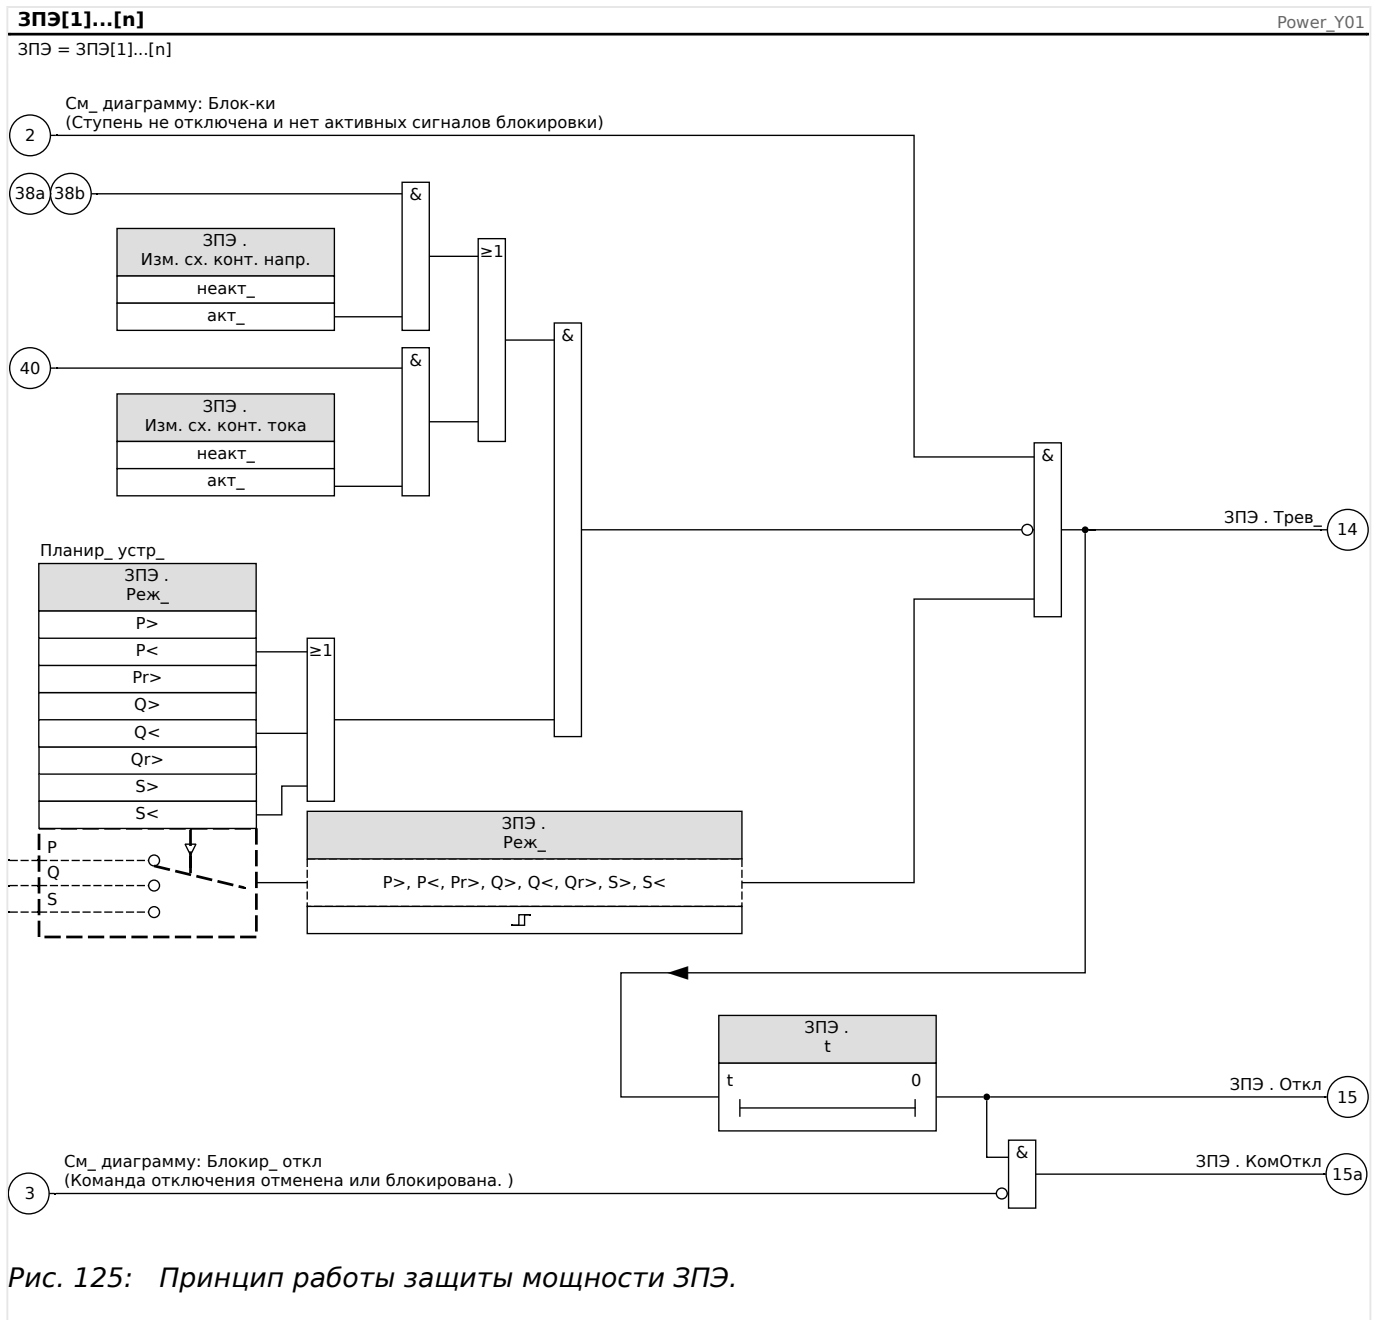 ЗПЭ[1]...[n]
Power_Y01
ЗПЭ = ЗПЭ[1]...[n]
См_ диаграмму: Блок-ки
2
(Ступень не отключена и нет активных сигналов блокировки)
38a 38b
&
ЗПЭ .
Изм. сх. конт. напр.
≥1
неакт_
акт_
&
40
&
ЗПЭ .
Изм. сх. конт. тока
неакт_
акт_
&
ЗПЭ . Трев_
14
Планир_ устр_
ЗПЭ .
Реж_
P>
P<
≥1
Pr>
Q>
Q<
Qr>
S>
S<
ЗПЭ .
Реж_
P
Q
S
P>, P<, Pr>, Q>, Q<, Qr>, S>, S<
ЗПЭ .
t
t 0
ЗПЭ . Откл
15
&
См_ диаграмму: Блокир_ откл
ЗПЭ . КомОткл
15a
(Команда отключения отменена или блокирована. )
3
Рис. 125: Принцип работы защиты мощности ЗПЭ.